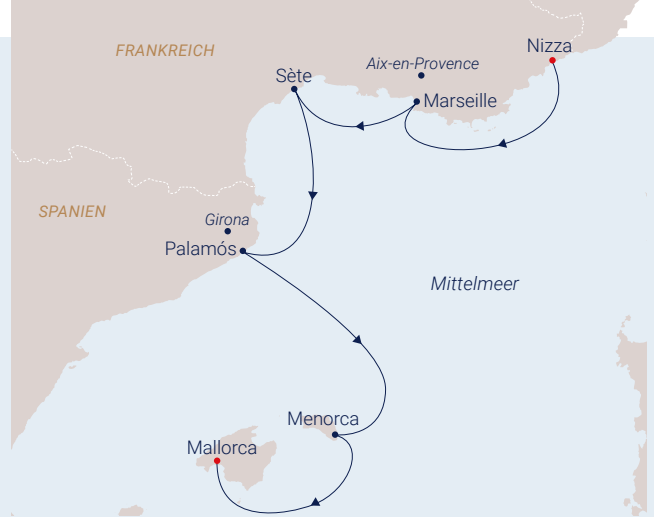 Nizza
FRANKREICH
Aix-en-Provence
Sète
Marseille
SPANIEN
Girona
Palamós
Mittelmeer
Menorca
Mallorca